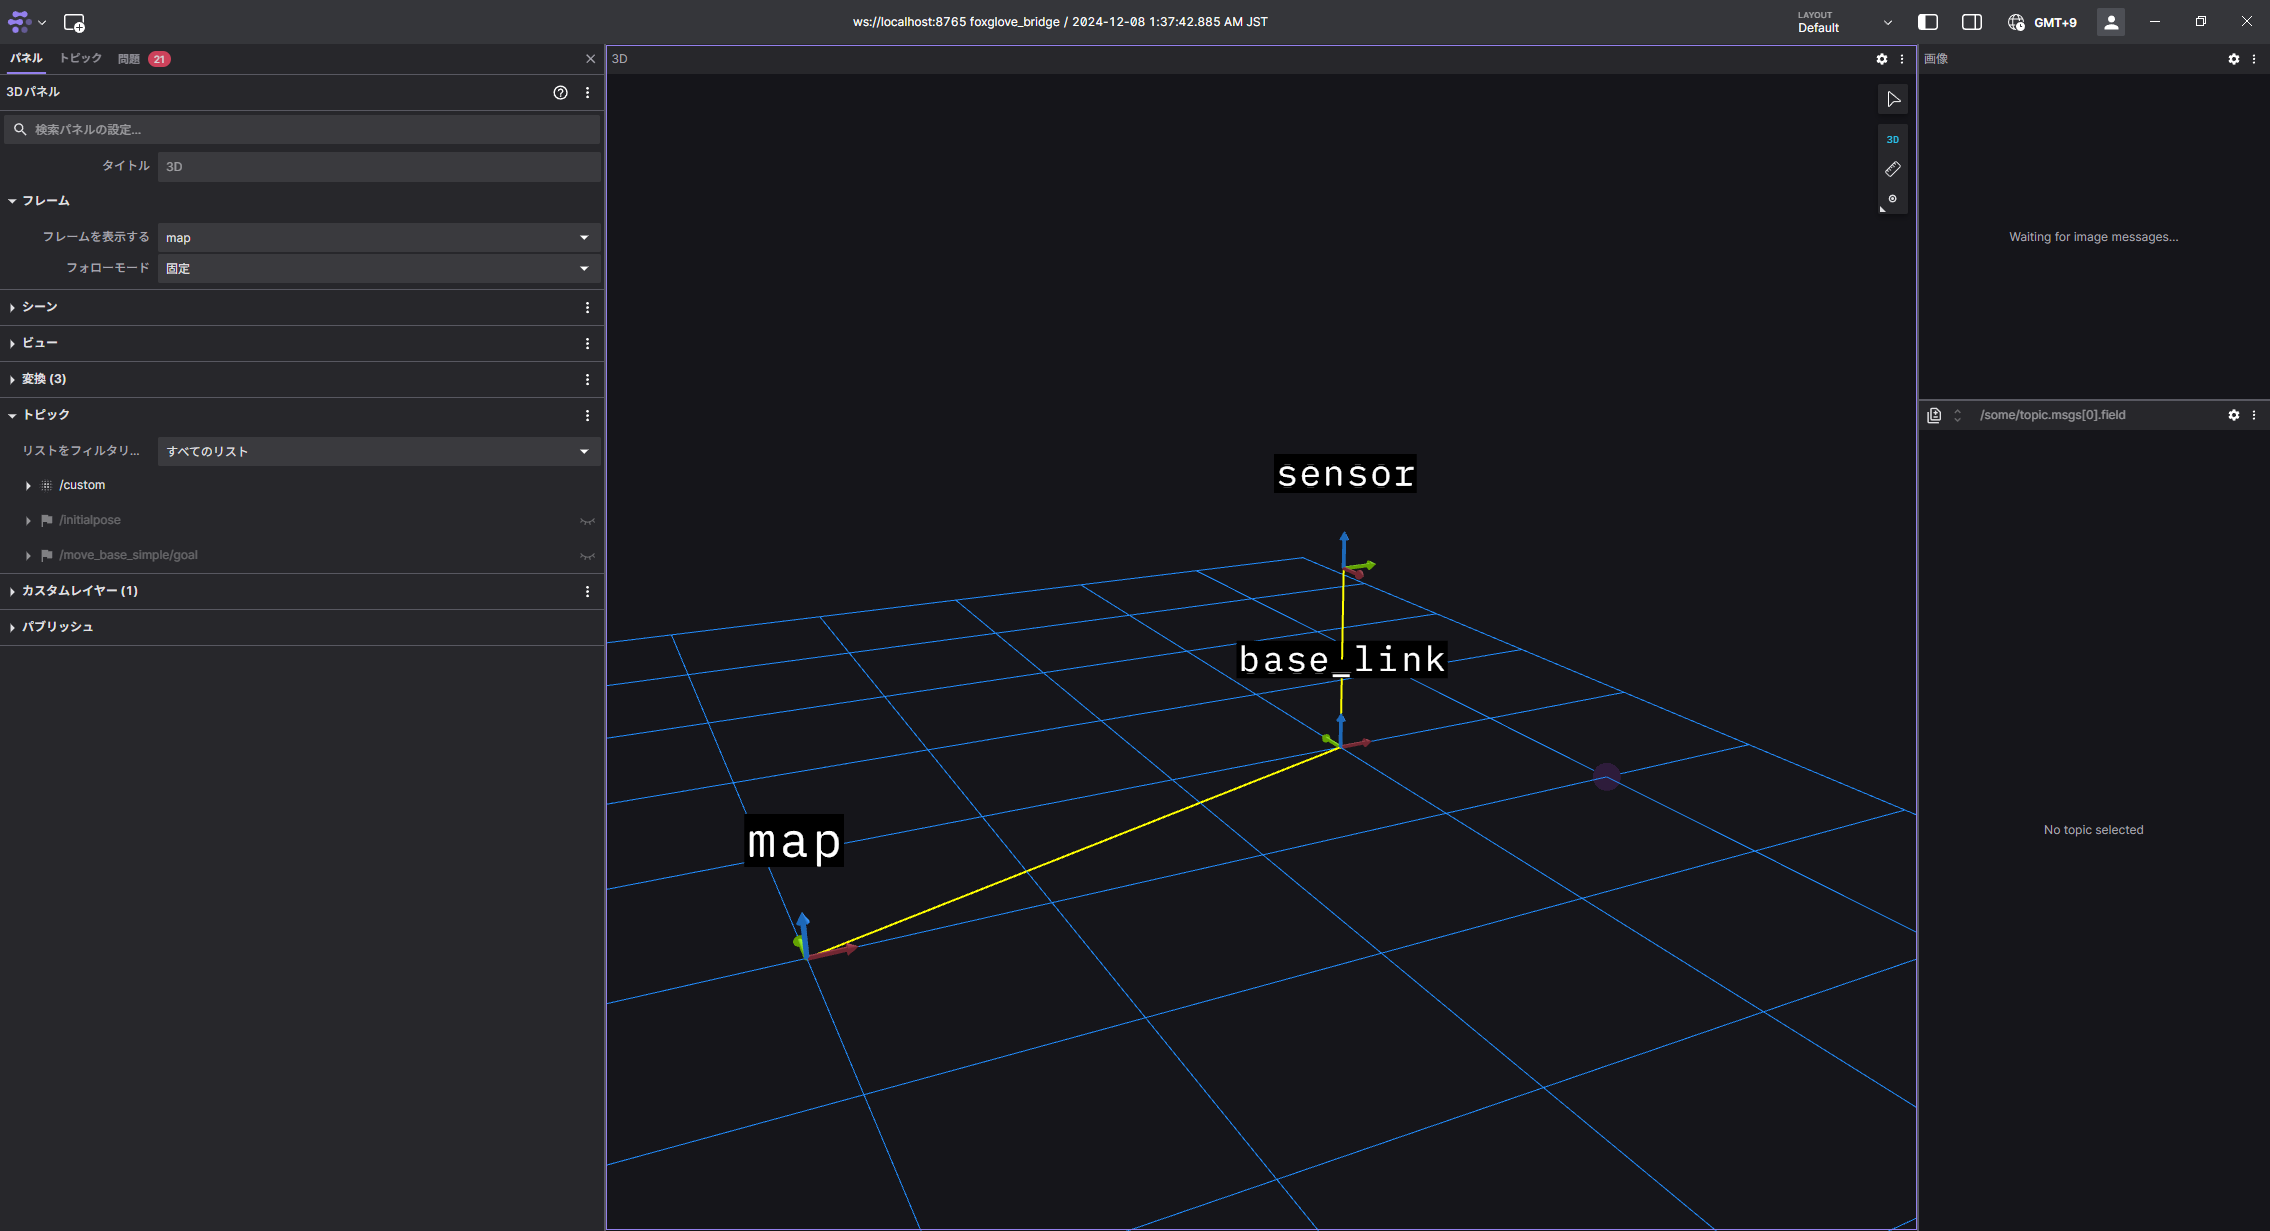 ws://localhost:8765 foxglove_bridge / 2024-12-08 1:37:42.885 AM JST
LAYOUT
Default
GMT+9
パネル トピック 問題 21
3Dパネル
検索パネルの設定...
タイトル 3D
フレーム
フレームを表示する map
フォローモード 固定
シーン
ビュー
変換 (3)
トピック
リストをフィルタリ... すべてのリスト
/custom
/initialpose
/move_base_simple/goal
カスタムレイヤー (1)
パブリッシュ
3D
3D
sensor
base_link
map
画像
Waiting for image messages...
/some/topic.msgs[0].field
No topic selected